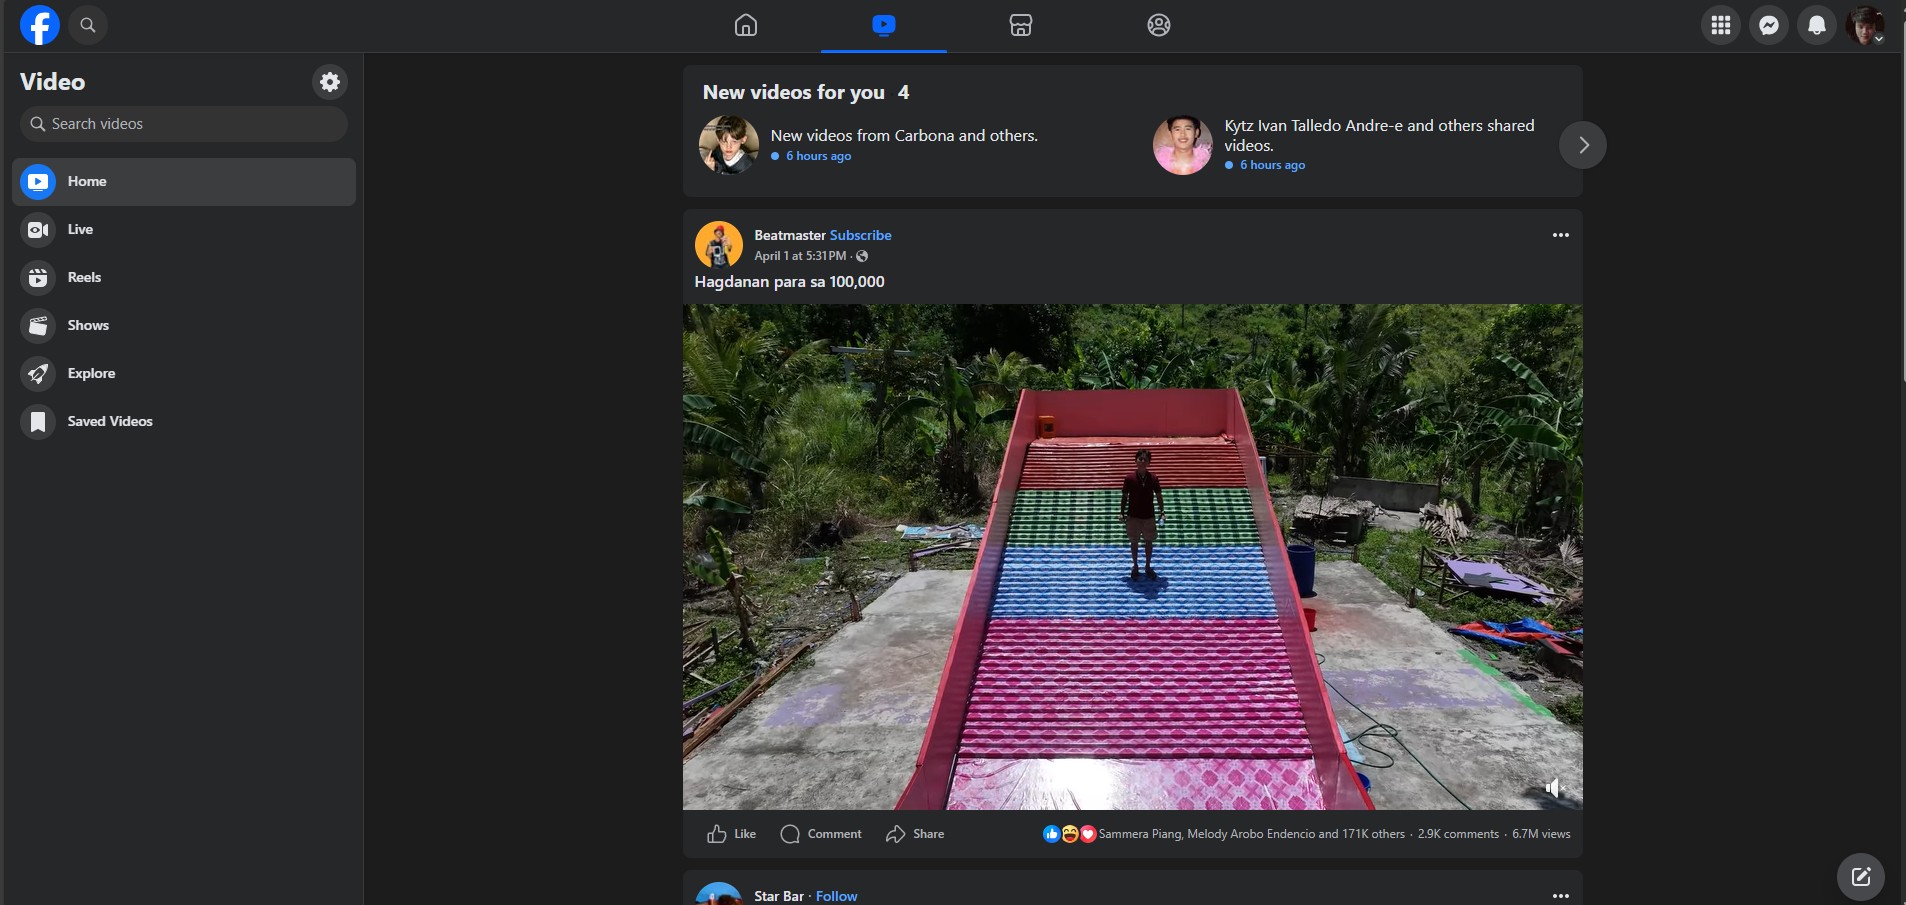 Video
Search videos
Home
Live
Reels
Shows
Explore
Saved Videos
New videos for you 4
New videos from Carbona and others.
6 hours ago
Kytz Ivan Talledo Andre-e and others shared
videos.
6 hours ago
Beatmaster Subscribe
April 1 at 5:31 PM ·
Hagdanan para sa 100,000
Like Comment Share
Sammera Piang, Melody Arobo Endencio and 171K others · 2.9K comments · 6.7M views
Star Bar · Follow